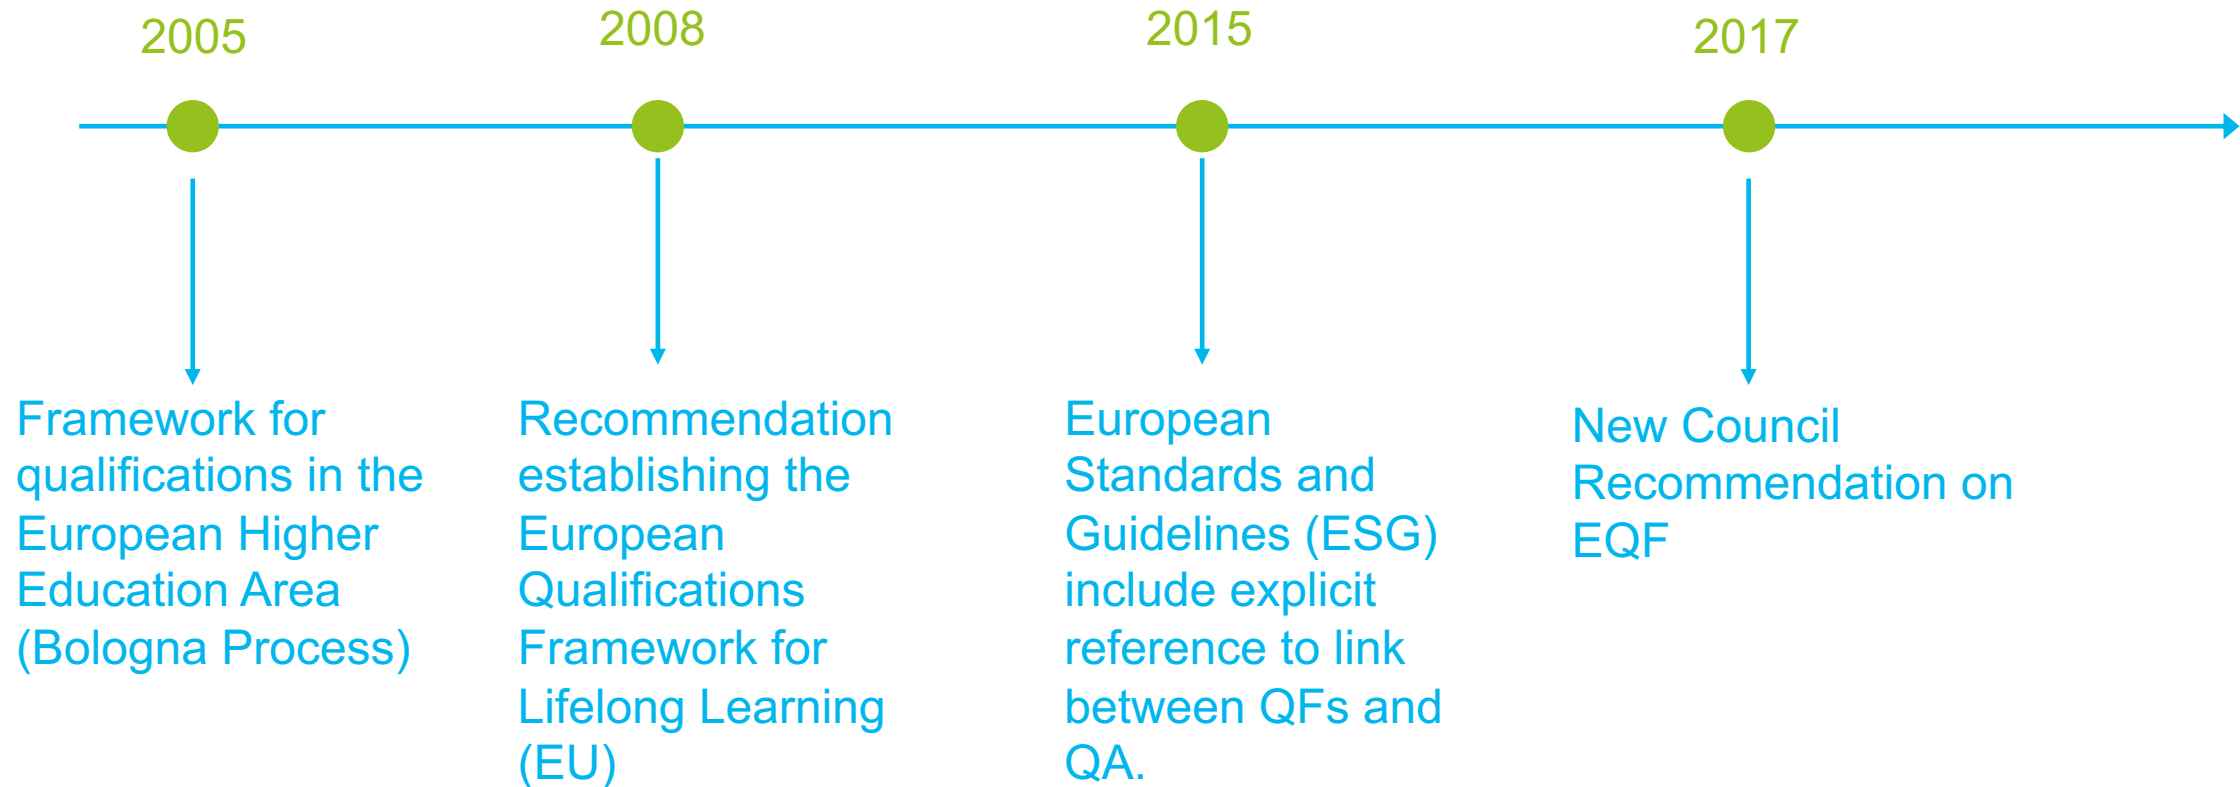 2005
2008
2015
2017
Framework for
qualifications in the
European Higher
Education Area
(Bologna Process)
Recommendation
establishing the
European
Qualifications
Framework for
Lifelong Learning
(EU)
European
Standards and
Guidelines (ESG)
include explicit
reference to link
between QFs and
QA.
New Council
Recommendation on
EQF